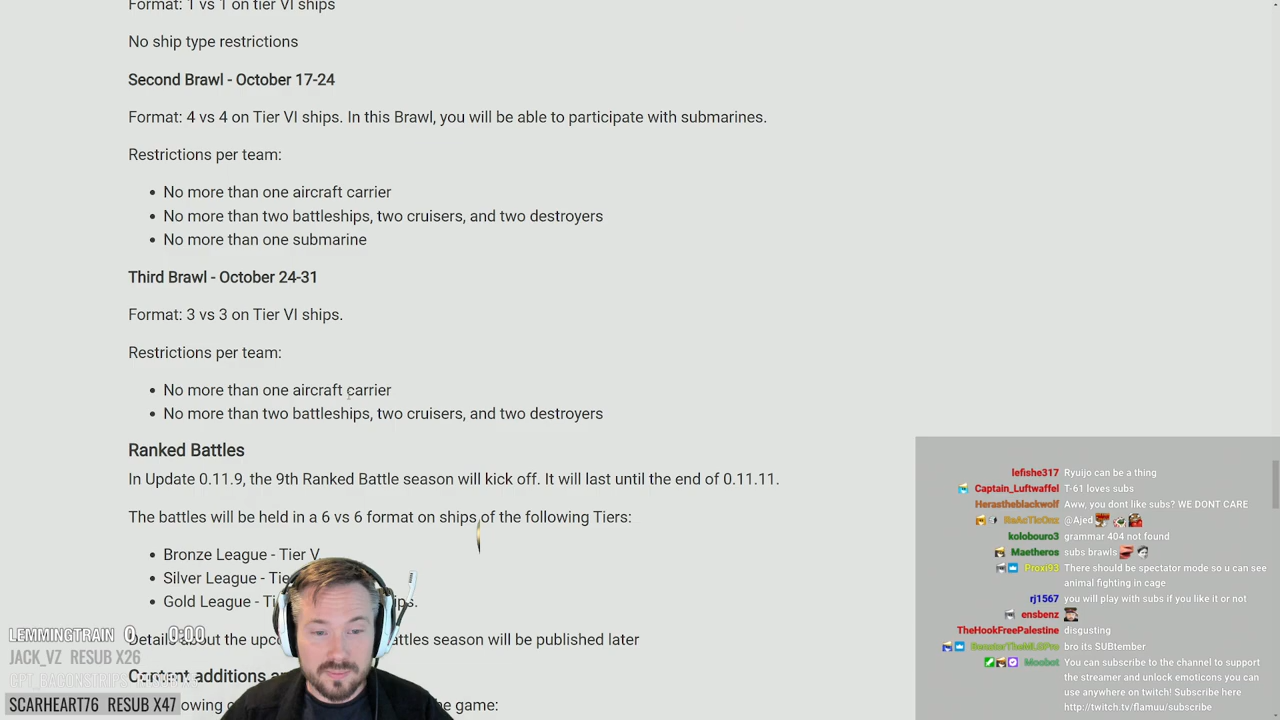 Format: 1 vs 1 on tier VI ships
No ship type restrictions
Second Brawl - October 17-24
Format: 4 vs 4 on Tier VI ships. In this Brawl, you will be able to participate with submarines.
Restrictions per team:
• No more than one aircraft carrier
• No more than two battleships, two cruisers, and two destroyers
• No more than one submarine
Third Brawl - October 24-31
Format: 3 vs 3 on Tier VI ships.
Restrictions per team:
• No more than one aircraft carrier
• No more than two battleships, two cruisers, and two destroyers
Ranked Battles
In Update 0.11.9, the 9th Ranked Battle season will kick off. It will last until the end of 0.11.11.
The battles will be held in a 6 vs 6 format on ships of the following Tiers:
• Bronze League - Tier V
• Silver League -
• Gold League -
about the attles season will be published later
additions
the game:
LEMMINGTRAIN 0 0:00
JACK_VZ RESUB X26
SCARHEART76 RESUB X47
lefishe317 Ryuijo can be a thing
Captain_Luftwaffel T-61 loves subs
Herastheblackwolf Aww, you dont like subs? WE DONT CARE
@Ajed
kolobouro3 grammar 404 not found
Maetheros subs brawls
Proxi93 There should be spectator mode so u can see
animal fighting in cage
rj1567 you will play with subs if you like it or not
ensbenz
TheHookFreePalestine disgusting
bro its SUBtember
Moobot You can subscribe to the channel to support
the streamer and unlock emoticons you can
use anywhere on twitch! Subscribe here
http://twitch.tv/flamuu/subscribe